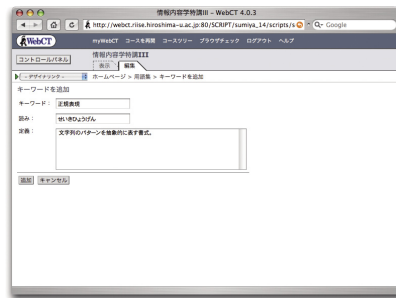 情報内容学特講III - WebCT 4.0.3
http://webct.riise.hiroshima-u.ac.jp:80/SCRIPT/sumiya_14/scripts/s
Q- Google
WebCT
myWebCT コースを再開 コースツリー ブラウザチェック ログアウト ヘルプ
コントロールパネル
情報内容学特講III
表示 編集
- デザイナリンク -
ホームページ > 用語集 > キーワードを追加
キーワードを追加
キーワード： 正規表現
読み： せいきひょうげん
定義： 文字列のパターンを抽象的に表す書式。
追加 キャンセル